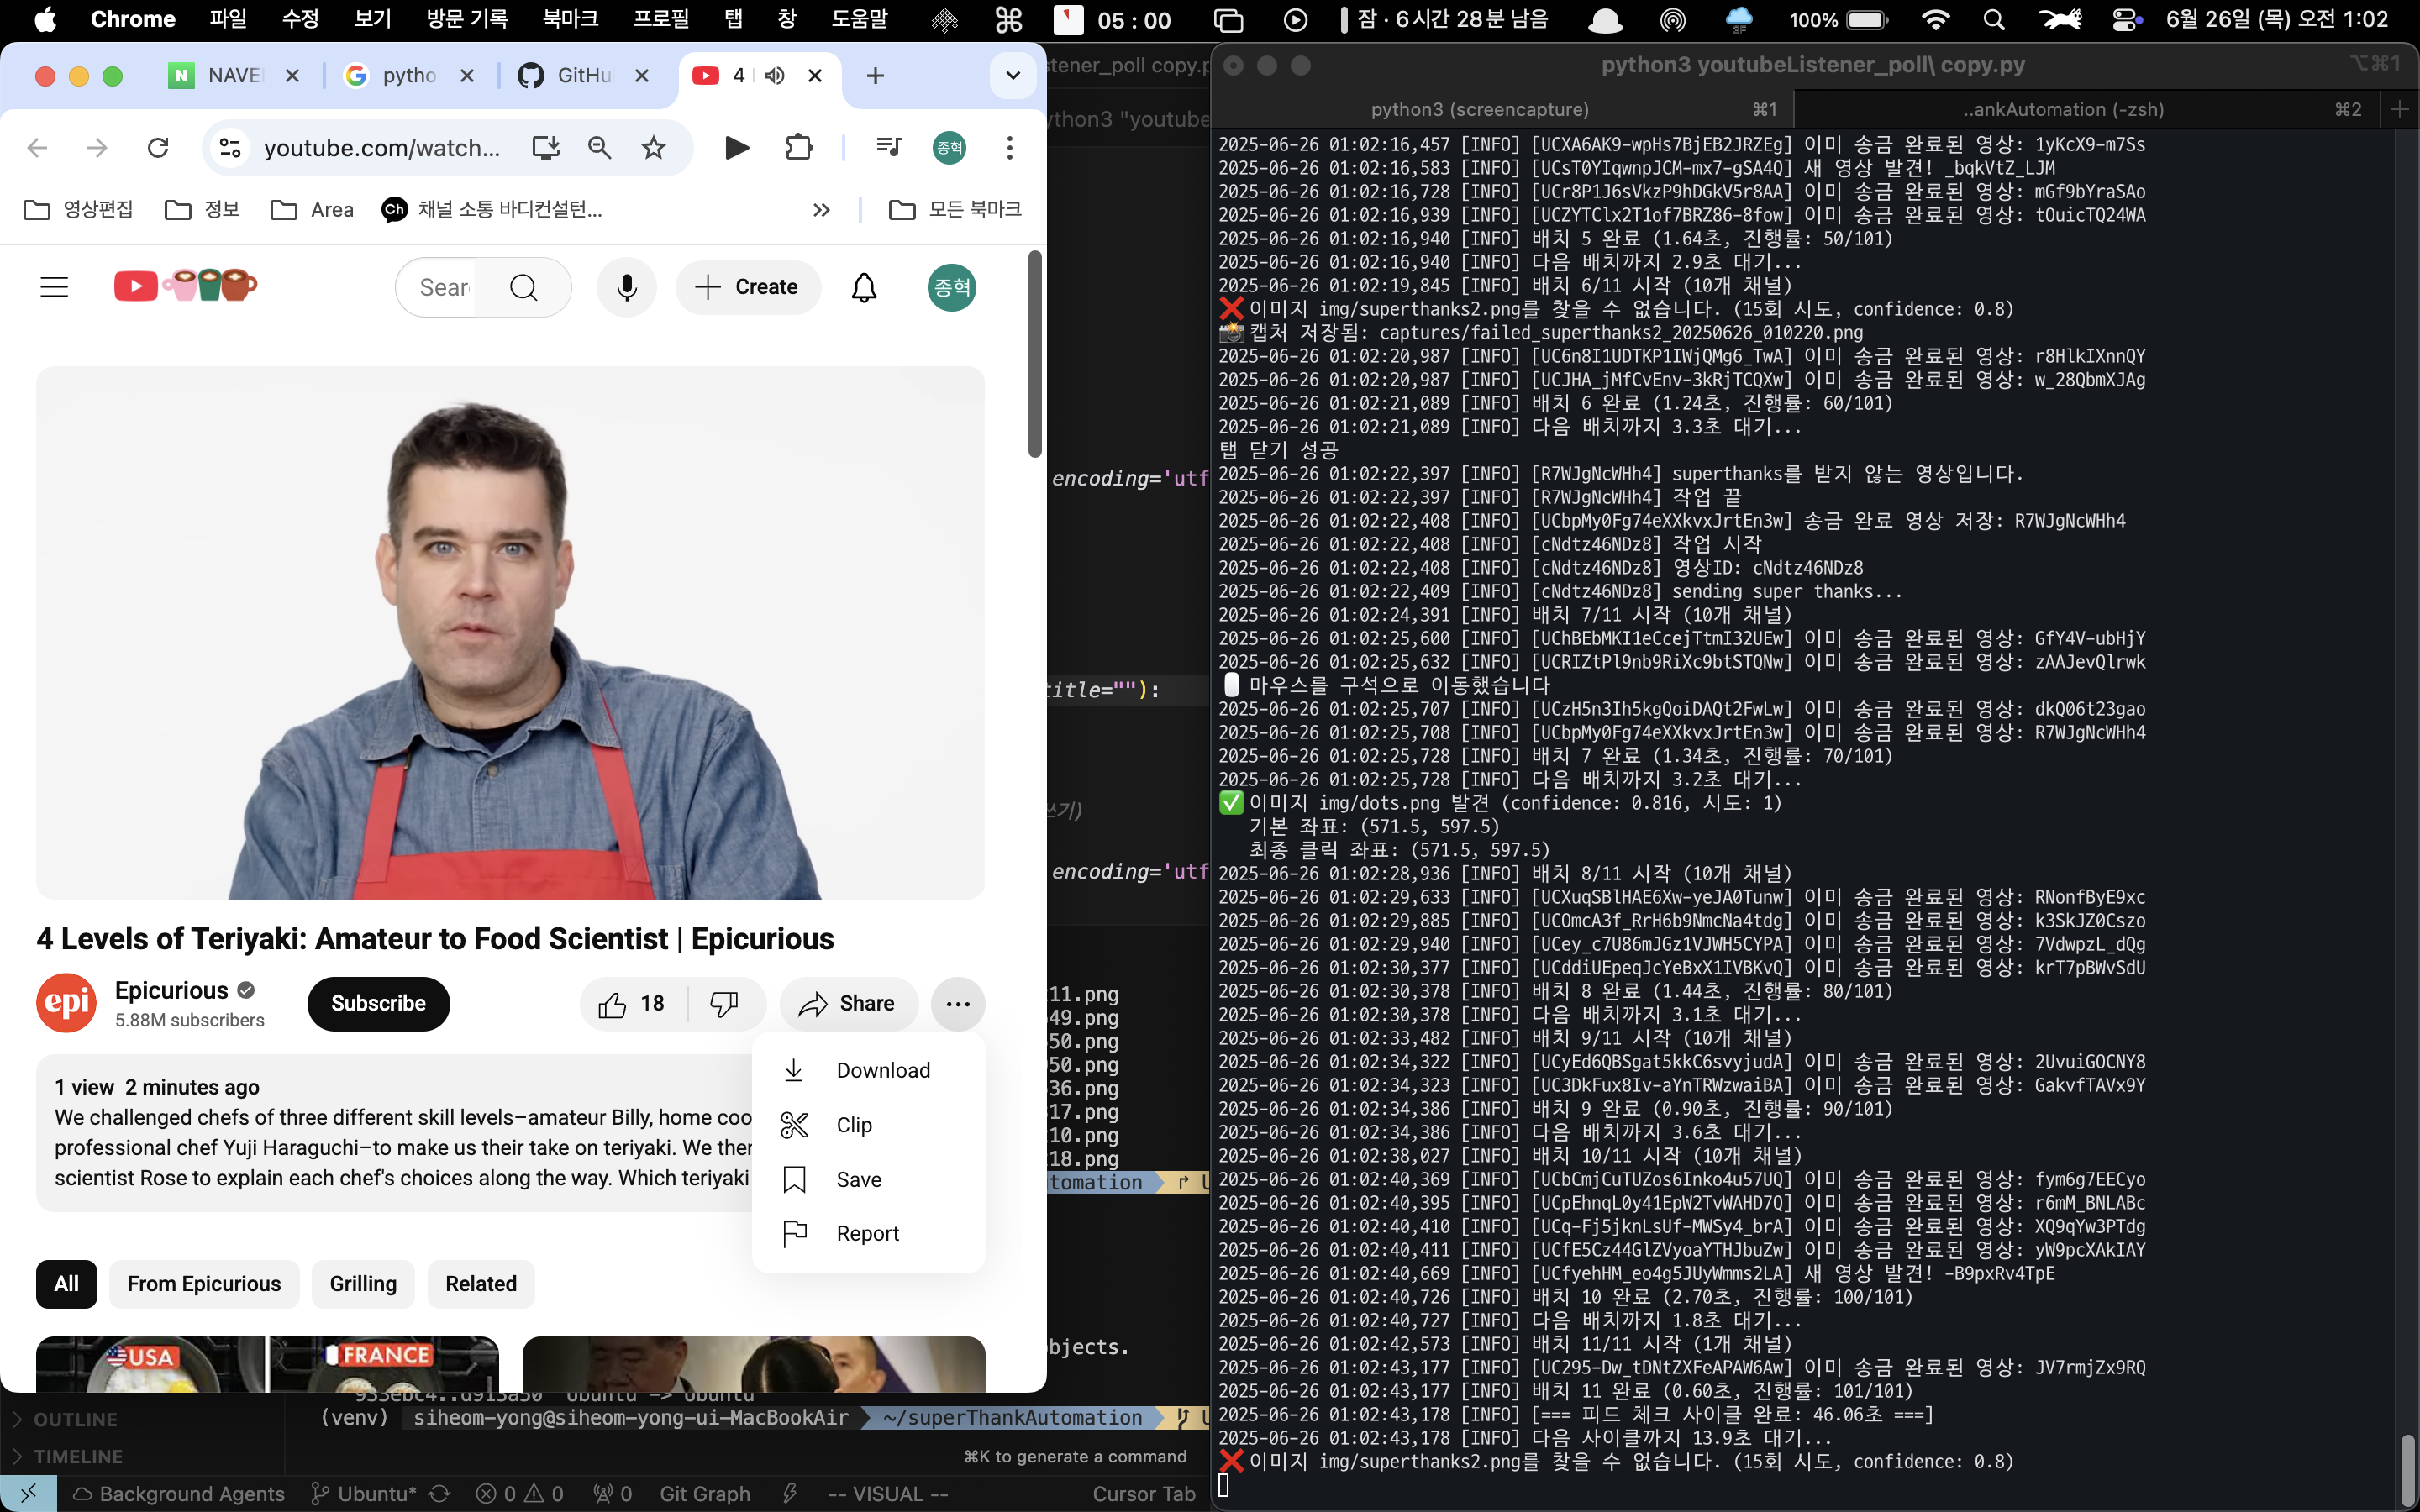 Chrome 파일 수정 보기 방문 기록 북마크 프로필 탭 창 도움말 05 : 00 잠 · 6시간 28분 남음 100% 6월 26일 (목) 오전 1:02
pytho
GitHu
4
youtube.com/watch...
종혁
영상편집 정보 Area Ch 채널 소통 바디컨설턴... » 모든 북마크
Sear
Create
종혁
4 Levels of Teriyaki: Amateur to Food Scientist | Epicurious
epi
Epicurious
5.88M subscribers
Subscribe
18
Share
Download
Clip
Save
Report
1 view 2 minutes ago
We challenged chefs of three different skill levels–amateur Billy, home coo
professional chef Yuji Haraguchi–to make us their take on teriyaki. We ther
scientist Rose to explain each chef's choices along the way. Which teriyaki
All From Epicurious Grilling Related
USA FRANCE
stener_poll copy.p
ython3 "youtube
encoding='utf
title=""):
쓰기)
encoding='utf
11.png
49.png
50.png
50.png
36.png
17.png
10.png
18.png
tomation
bjects.
OUTLINE
TIMELINE
(venv) siheom-yong@siheom-yong-ui-MacBookAir ~/superThankAutomation
⌘K to generate a command
Background Agents Ubuntu* 0 0 0 Git Graph -- VISUAL -- Cursor Tab
python3 youtubeListener_poll\ copy.py ⌥⌘1
python3 (screencapture) ⌘1 ..ankAutomation (-zsh) ⌘2
2025-06-26 01:02:16,457 [INFO] [UCXA6AK9-wpHs7BjEB2JRZEg] 이미 송금 완료된 영상: 1yKcX9-m7Ss
2025-06-26 01:02:16,583 [INFO] [UCsT0YIqwnpJCM-mx7-gSA4Q] 새 영상 발견! _bqkVtZ_LJM
2025-06-26 01:02:16,728 [INFO] [UCr8P1J6sVkzP9hDGkV5r8AA] 이미 송금 완료된 영상: mGf9bYraSAo
2025-06-26 01:02:16,939 [INFO] [UCZYTClx2T1of7BRZ86-8fow] 이미 송금 완료된 영상: tOuicTQ24WA
2025-06-26 01:02:16,940 [INFO] 배치 5 완료 (1.64초, 진행률: 50/101)
2025-06-26 01:02:16,940 [INFO] 다음 배치까지 2.9초 대기...
2025-06-26 01:02:19,845 [INFO] 배치 6/11 시작 (10개 채널)
❌ 이미지 img/superthanks2.png를 찾을 수 없습니다. (15회 시도, confidence: 0.8)
📸 캡처 저장됨: captures/failed_superthanks2_20250626_010220.png
2025-06-26 01:02:20,987 [INFO] [UC6n8I1UDTKP1IWjQMg6_TwA] 이미 송금 완료된 영상: r8HlkIXnnQY
2025-06-26 01:02:20,987 [INFO] [UCJHA_jMfCvEnv-3kRjTCQXw] 이미 송금 완료된 영상: w_28QbmXJAg
2025-06-26 01:02:21,089 [INFO] 배치 6 완료 (1.24초, 진행률: 60/101)
2025-06-26 01:02:21,089 [INFO] 다음 배치까지 3.3초 대기...
탭 닫기 성공
2025-06-26 01:02:22,397 [INFO] [R7WJgNcWHh4] superthanks를 받지 않는 영상입니다.
2025-06-26 01:02:22,397 [INFO] [R7WJgNcWHh4] 작업 끝
2025-06-26 01:02:22,408 [INFO] [UCbpMy0Fg74eXXkvxJrtEn3w] 송금 완료 영상 저장: R7WJgNcWHh4
2025-06-26 01:02:22,408 [INFO] [cNdtz46NDz8] 작업 시작
2025-06-26 01:02:22,408 [INFO] [cNdtz46NDz8] 영상ID: cNdtz46NDz8
2025-06-26 01:02:22,409 [INFO] [cNdtz46NDz8] sending super thanks...
2025-06-26 01:02:24,391 [INFO] 배치 7/11 시작 (10개 채널)
2025-06-26 01:02:25,600 [INFO] [UChBEbMKI1eCcejTtmI32UEw] 이미 송금 완료된 영상: GfY4V-ubHjY
2025-06-26 01:02:25,632 [INFO] [UCRIZtPl9nb9RiXc9btSTQNw] 이미 송금 완료된 영상: zAAJevQlrwk
마우스를 구석으로 이동했습니다
2025-06-26 01:02:25,707 [INFO] [UCzH5n3Ih5kgQoiDAQt2FwLw] 이미 송금 완료된 영상: dkQ06t23gao
2025-06-26 01:02:25,708 [INFO] [UCbpMy0Fg74eXXkvxJrtEn3w] 이미 송금 완료된 영상: R7WJgNcWHh4
2025-06-26 01:02:25,728 [INFO] 배치 7 완료 (1.34초, 진행률: 70/101)
2025-06-26 01:02:25,728 [INFO] 다음 배치까지 3.2초 대기...
✅ 이미지 img/dots.png 발견 (confidence: 0.816, 시도: 1)
기본 좌표: (571.5, 597.5)
최종 클릭 좌표: (571.5, 597.5)
2025-06-26 01:02:28,936 [INFO] 배치 8/11 시작 (10개 채널)
2025-06-26 01:02:29,633 [INFO] [UCXuqSBlHAE6Xw-yeJA0Tunw] 이미 송금 완료된 영상: RNonfByE9xc
2025-06-26 01:02:29,885 [INFO] [UCOmcA3f_RrH6b9NmcNa4tdg] 이미 송금 완료된 영상: k3SkJZ0Cszo
2025-06-26 01:02:29,940 [INFO] [UCey_c7U86mJGz1VJWH5CYPA] 이미 송금 완료된 영상: 7VdwpzL_dQg
2025-06-26 01:02:30,377 [INFO] [UCddiUEpeqJcYeBxX1IVBKvQ] 이미 송금 완료된 영상: krT7pBWvSdU
2025-06-26 01:02:30,378 [INFO] 배치 8 완료 (1.44초, 진행률: 80/101)
2025-06-26 01:02:30,378 [INFO] 다음 배치까지 3.1초 대기...
2025-06-26 01:02:33,482 [INFO] 배치 9/11 시작 (10개 채널)
2025-06-26 01:02:34,322 [INFO] [UCyEd6QBSgat5kkC6svyjudA] 이미 송금 완료된 영상: 2UvuiGOCNY8
2025-06-26 01:02:34,323 [INFO] [UC3DkFux8Iv-aYnTRWzwaiBA] 이미 송금 완료된 영상: GakvfTAVx9Y
2025-06-26 01:02:34,386 [INFO] 배치 9 완료 (0.90초, 진행률: 90/101)
2025-06-26 01:02:34,386 [INFO] 다음 배치까지 3.6초 대기...
2025-06-26 01:02:38,027 [INFO] 배치 10/11 시작 (10개 채널)
2025-06-26 01:02:40,369 [INFO] [UCbCmjCuTUZos6Inko4u57UQ] 이미 송금 완료된 영상: fym6g7EECyo
2025-06-26 01:02:40,395 [INFO] [UCpEhnqL0y41EpW2TvWAHD7Q] 이미 송금 완료된 영상: r6mM_BNLABc
2025-06-26 01:02:40,410 [INFO] [UCq-Fj5jknLsUf-MWSy4_brA] 이미 송금 완료된 영상: XQ9qYw3PTdg
2025-06-26 01:02:40,411 [INFO] [UCfE5Cz44GlZVyoaYTHJbuZw] 이미 송금 완료된 영상: yW9pcXAkIAY
2025-06-26 01:02:40,669 [INFO] [UCfyehHM_eo4g5JUyWmms2LA] 새 영상 발견! -B9pxRv4TpE
2025-06-26 01:02:40,726 [INFO] 배치 10 완료 (2.70초, 진행률: 100/101)
2025-06-26 01:02:40,727 [INFO] 다음 배치까지 1.8초 대기...
2025-06-26 01:02:42,573 [INFO] 배치 11/11 시작 (1개 채널)
2025-06-26 01:02:43,177 [INFO] [UC295-Dw_tDNtZXFeAPAW6Aw] 이미 송금 완료된 영상: JV7rmjZx9RQ
2025-06-26 01:02:43,177 [INFO] 배치 11 완료 (0.60초, 진행률: 101/101)
2025-06-26 01:02:43,178 [INFO] [=== 피드 체크 사이클 완료: 46.06초 ===]
2025-06-26 01:02:43,178 [INFO] 다음 사이클까지 13.9초 대기...
❌ 이미지 img/superthanks2.png를 찾을 수 없습니다. (15회 시도, confidence: 0.8)